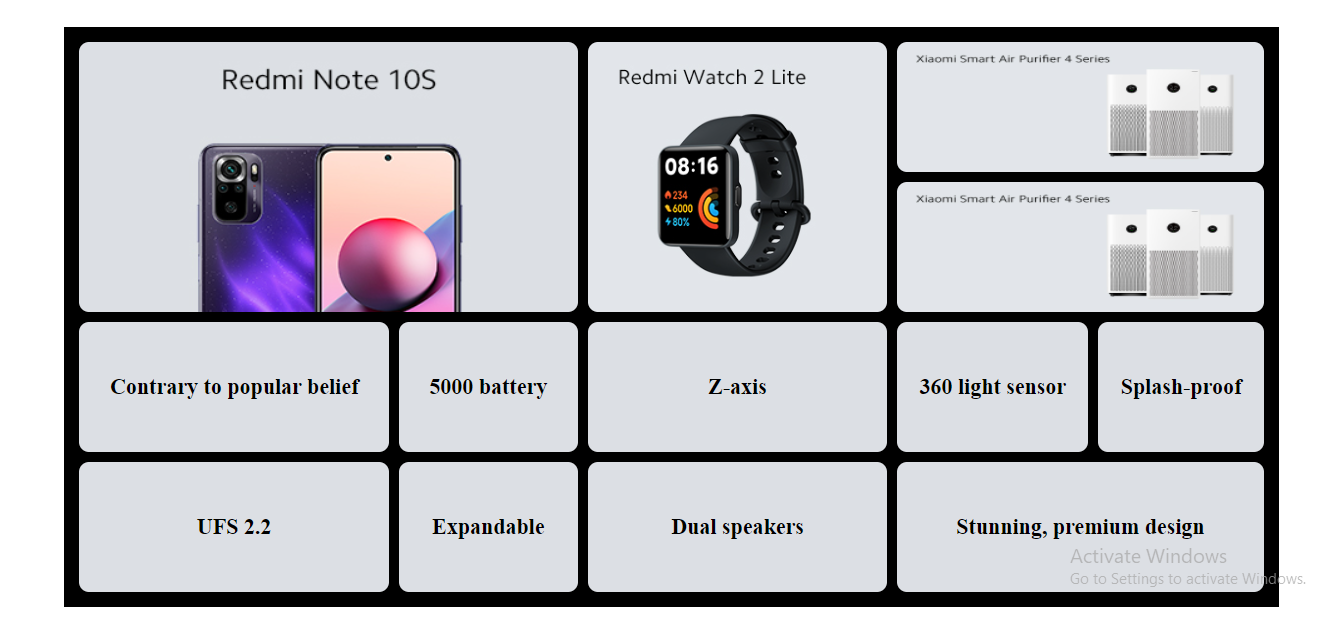 Redmi Note 10S
Redmi Watch 2 Lite
08:16
234
6000
80%
Xiaomi Smart Air Purifier 4 Series
Xiaomi Smart Air Purifier 4 Series
Contrary to popular belief
5000 battery
Z-axis
360 light sensor
Splash-proof
UFS 2.2
Expandable
Dual speakers
Stunning, premium design
Activate Windows
Go to Settings to activate Windows.